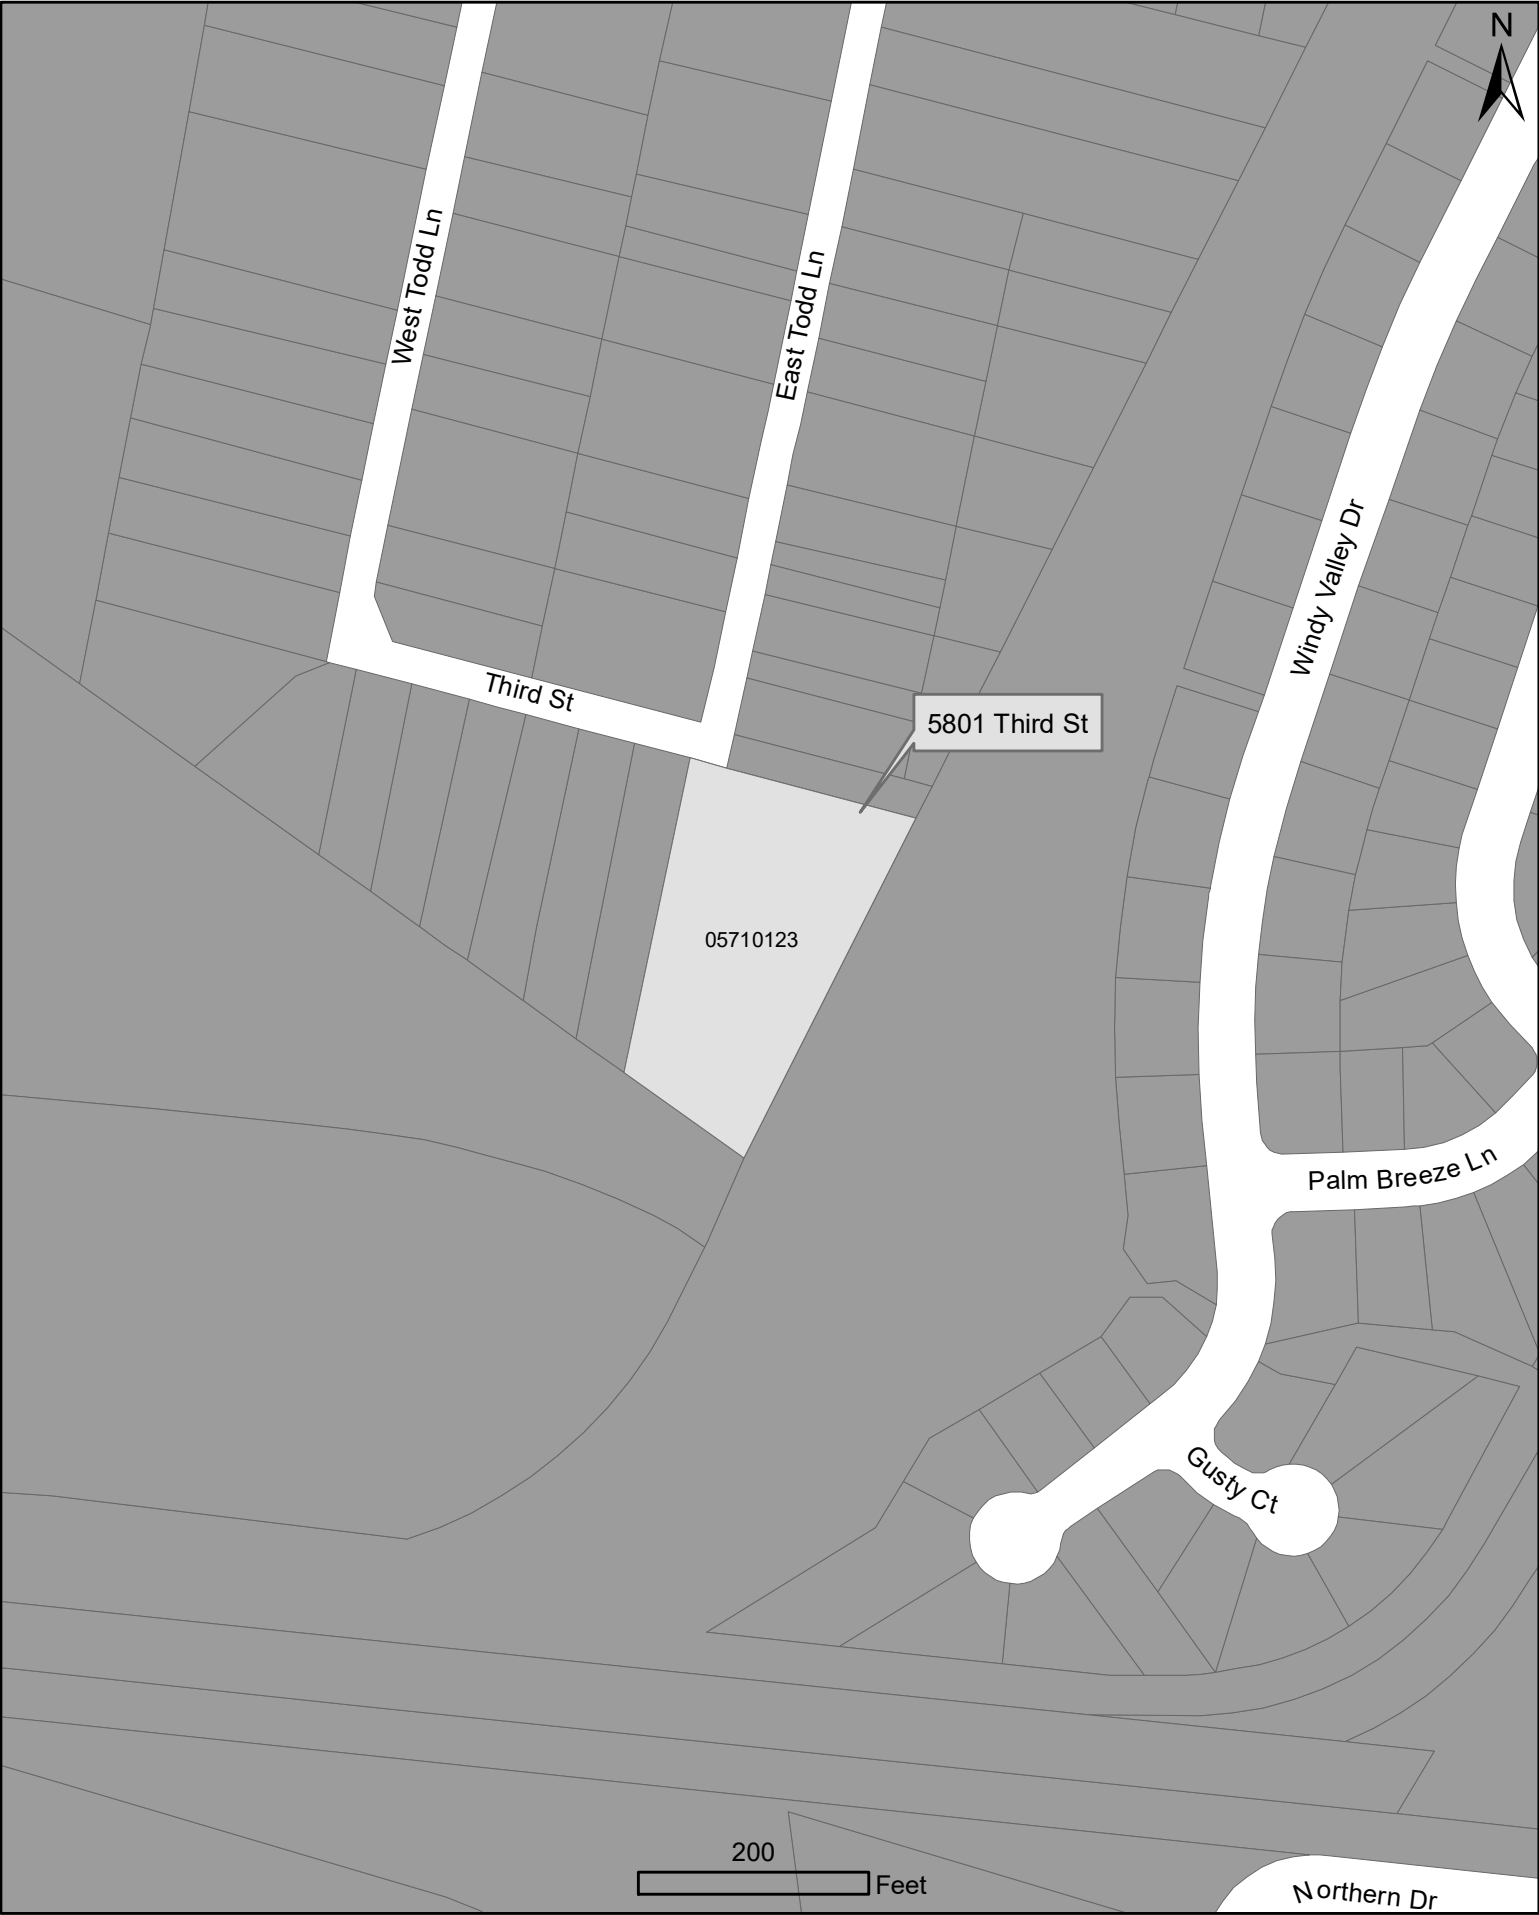 N
West Todd Ln
East Todd Ln
Windy Valley Dr
Third St
5801 Third St
05710123
Palm Breeze Ln
Gusty Ct
200
Feet
Northern Dr